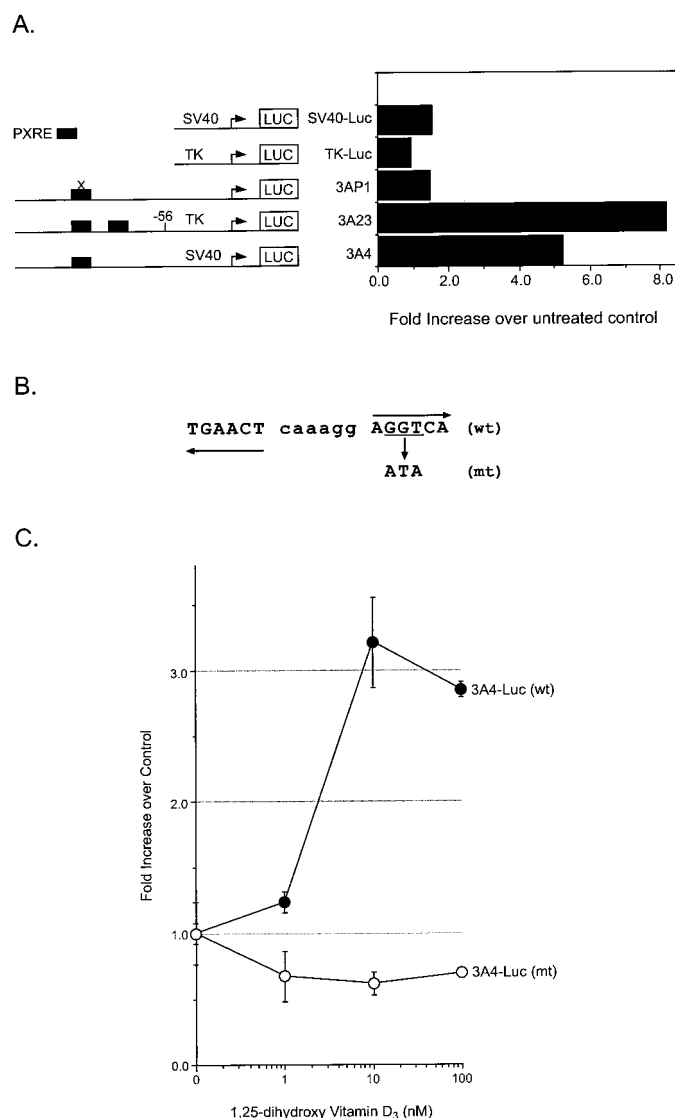 A.
PXRE
SV40 LUC SV40-Luc
TK LUC TK-Luc
X LUC 3AP1
-56 TK LUC 3A23
SV40 LUC 3A4
0.0 2.0 4.0 6.0 8.0
Fold Increase over untreated control
B.
TGAACT caaagg AGGTCA (wt)
ATA (mt)
C.
Fold Increase over Control
3.0
2.0
1.0
0.0
3A4-Luc (wt)
3A4-Luc (mt)
0 1 10 100
1,25-dihydroxy Vitamin D3 (nM)